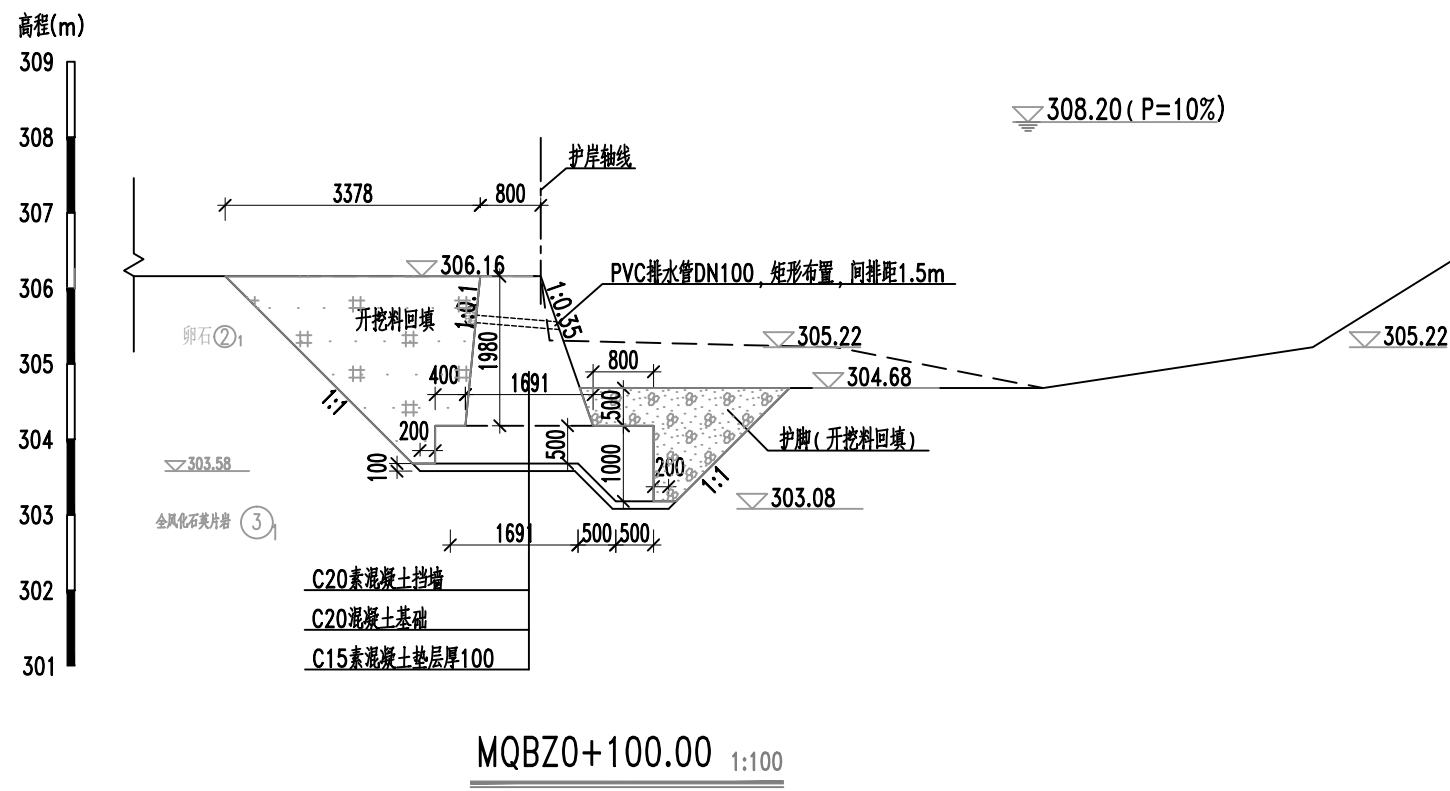 高程(m)
309
308
307
306
305
304
303
302
301
308.20(P=10%)
护岸轴线
3378
800
306.16
PVC排水管DN100,矩形布置,间排距1.5m
1:0.1
1:0.35
开挖料回填
卵石②1
1980
305.22
305.22
800
304.68
400
1691
500
1:1
200
护脚(开挖料回填)
500
1000
100
200
1:1
303.58
303.08
全风化石英片岩 ③1
1691
500
500
C20素混凝土挡墙
C20混凝土基础
C15素混凝土垫层厚100
MQBZ0+100.00 1:100